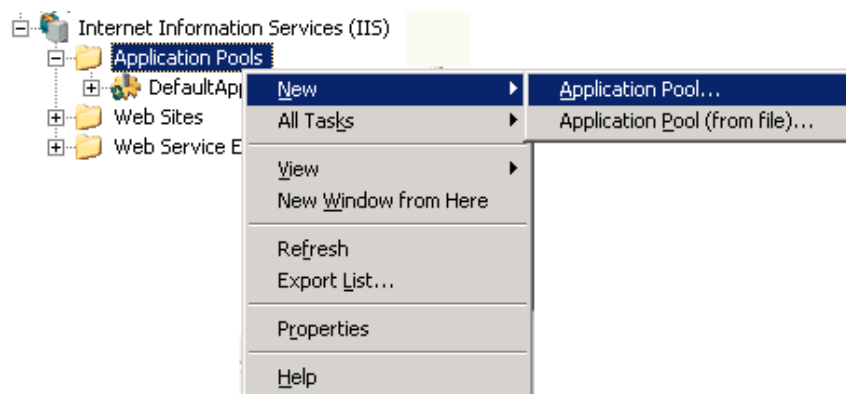 Internet Information Services (IIS)
Application Pools
DefaultAp
Web Sites
Web Service E
New
All Tasks
View
New Window from Here
Refresh
Export List...
Properties
Help
Application Pool...
Application Pool (from file)...